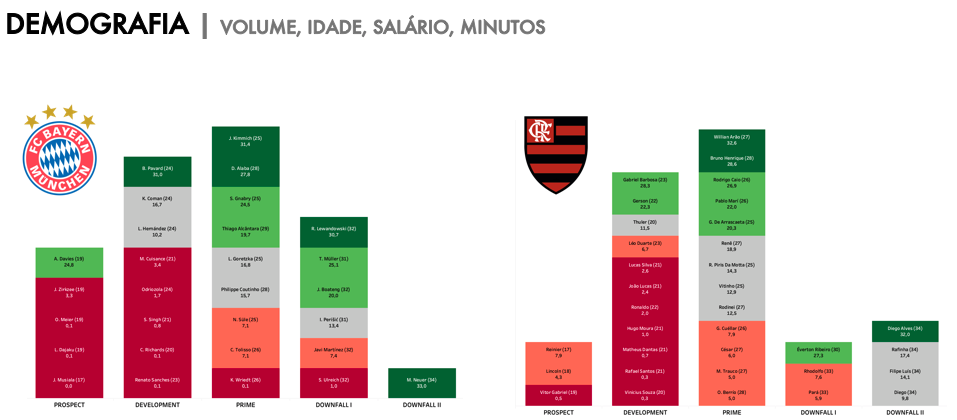 DEMOGRAFIA | VOLUME, IDADE, SALÁRIO, MINUTOS
FC BAYERN
MÜNCHEN
A. Davies (19)
24,8
J. Zirkzee (19)
3,3
O. Meier (19)
0,1
L. Dajaku (19)
0,1
J. Musiala (17)
0,0
PROSPECT
B. Pavard (24)
31,0
K. Coman (24)
16,7
L. Hernández (24)
10,2
M. Cuisance (21)
3,4
Odriozola (24)
1,7
S. Singh (21)
0,9
C. Richards (20)
0,1
Renato Sanches (23)
0,1
DEVELOPMENT
J. Kimmich (25)
31,4
D. Alaba (28)
27,8
S. Gnabry (25)
24,5
Thiago Alcântara (29)
19,7
L. Goretzka (25)
16,8
Philippe Coutinho (28)
15,7
N. Süle (25)
7,1
C. Tolisso (26)
7,1
K. Wriedt (26)
0,1
PRIME
R. Lewandowski (32)
30,7
T. Müller (31)
25,1
J. Boateng (32)
20,0
I. Perišić (31)
13,4
Javi Martínez (32)
7,4
S. Ulreich (32)
1,0
DOWNFALL I
M. Neuer (34)
33,0
DOWNFALL II
CRF
Reinier (17)
7,9
Lincoln (18)
4,3
Vitor Gabriel (19)
0,5
PROSPECT
Gabriel Barbosa (23)
28,3
Gerson (22)
22,3
Thuler (20)
11,5
Léo Duarte (23)
6,7
Lucas Silva (21)
2,6
João Lucas (21)
2,4
Ronaldo (22)
2,0
Hugo Moura (21)
1,0
Matheus Dantas (21)
0,7
Rafael Santos (21)
0,3
Vinicius Souza (20)
0,3
DEVELOPMENT
Willian Arão (27)
32,6
Bruno Henrique (28)
28,6
Rodrigo Caio (26)
26,9
Pablo Marí (26)
22,0
G. De Arrascaeta (25)
20,2
Renê (27)
18,9
R. Piris Da Motta (25)
14,3
Vitinho (25)
12,9
Rodinei (27)
12,5
G. Cuéllar (26)
7,9
César (27)
6,0
M. Trauco (27)
5,0
O. Berrío (28)
5,0
PRIME
Éverton Ribeiro (30)
27,3
Rhodolfo (33)
7,6
Pará (33)
5,9
DOWNFALL I
Diego Alves (34)
32,0
Rafinha (34)
17,4
Filipe Luís (34)
14,1
Diego (34)
9,8
DOWNFALL II